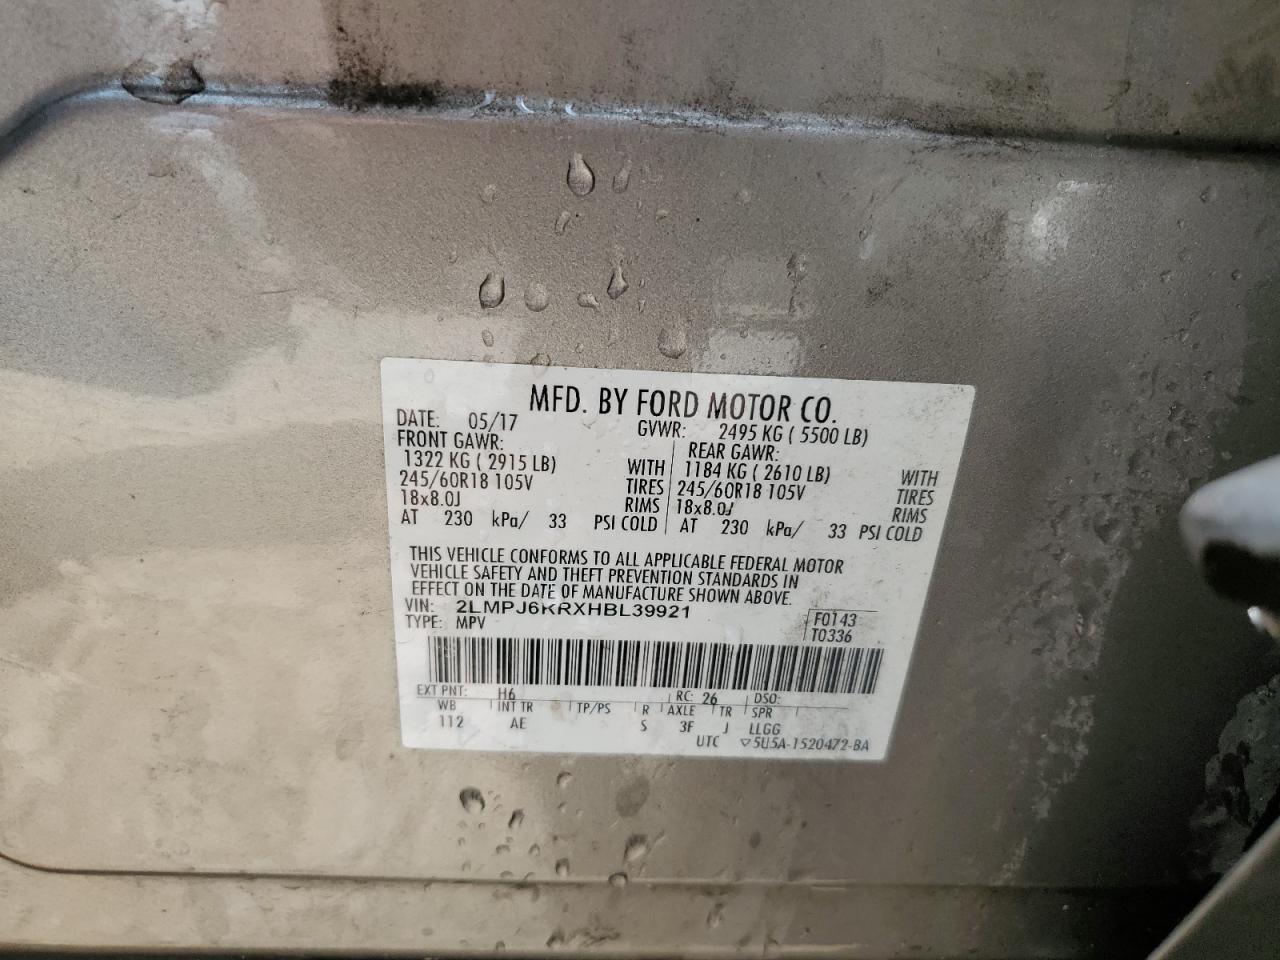 MFD. BY FORD MOTOR CO.
DATE: 05/17 GVWR: 2495 KG ( 5500 LB)
FRONT GAWR: REAR GAWR:
1322 KG ( 2915 LB) WITH 1184 KG ( 2610 LB) WITH
245/60R18 105V TIRES 245/60R18 105V TIRES
18x8.0J RIMS 18x8.0J RIMS
AT 230 kPa/ 33 PSI COLD AT 230 kPa/ 33 PSI COLD
THIS VEHICLE CONFORMS TO ALL APPLICABLE FEDERAL MOTOR
VEHICLE SAFETY AND THEFT PREVENTION STANDARDS IN
EFFECT ON THE DATE OF MANUFACTURE SHOWN ABOVE.
VIN: 2LMPJ6KRXHBL39921 F0143
TYPE: MPV T0336
EXT PNT: H6 RC: 26 DSO:
WB INT TR TP/PS R AXLE TR SPR
112 AE S 3F J LLGG
UTC ▽5U5A-1520472-BA